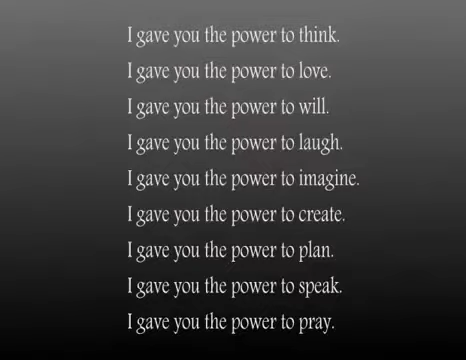 I gave you the power to think.
I gave you the power to love.
I gave you the power to will.
I gave you the power to laugh.
I gave you the power to imagine.
I gave you the power to create.
I gave you the power to plan.
I gave you the power to speak.
I gave you the power to pray.